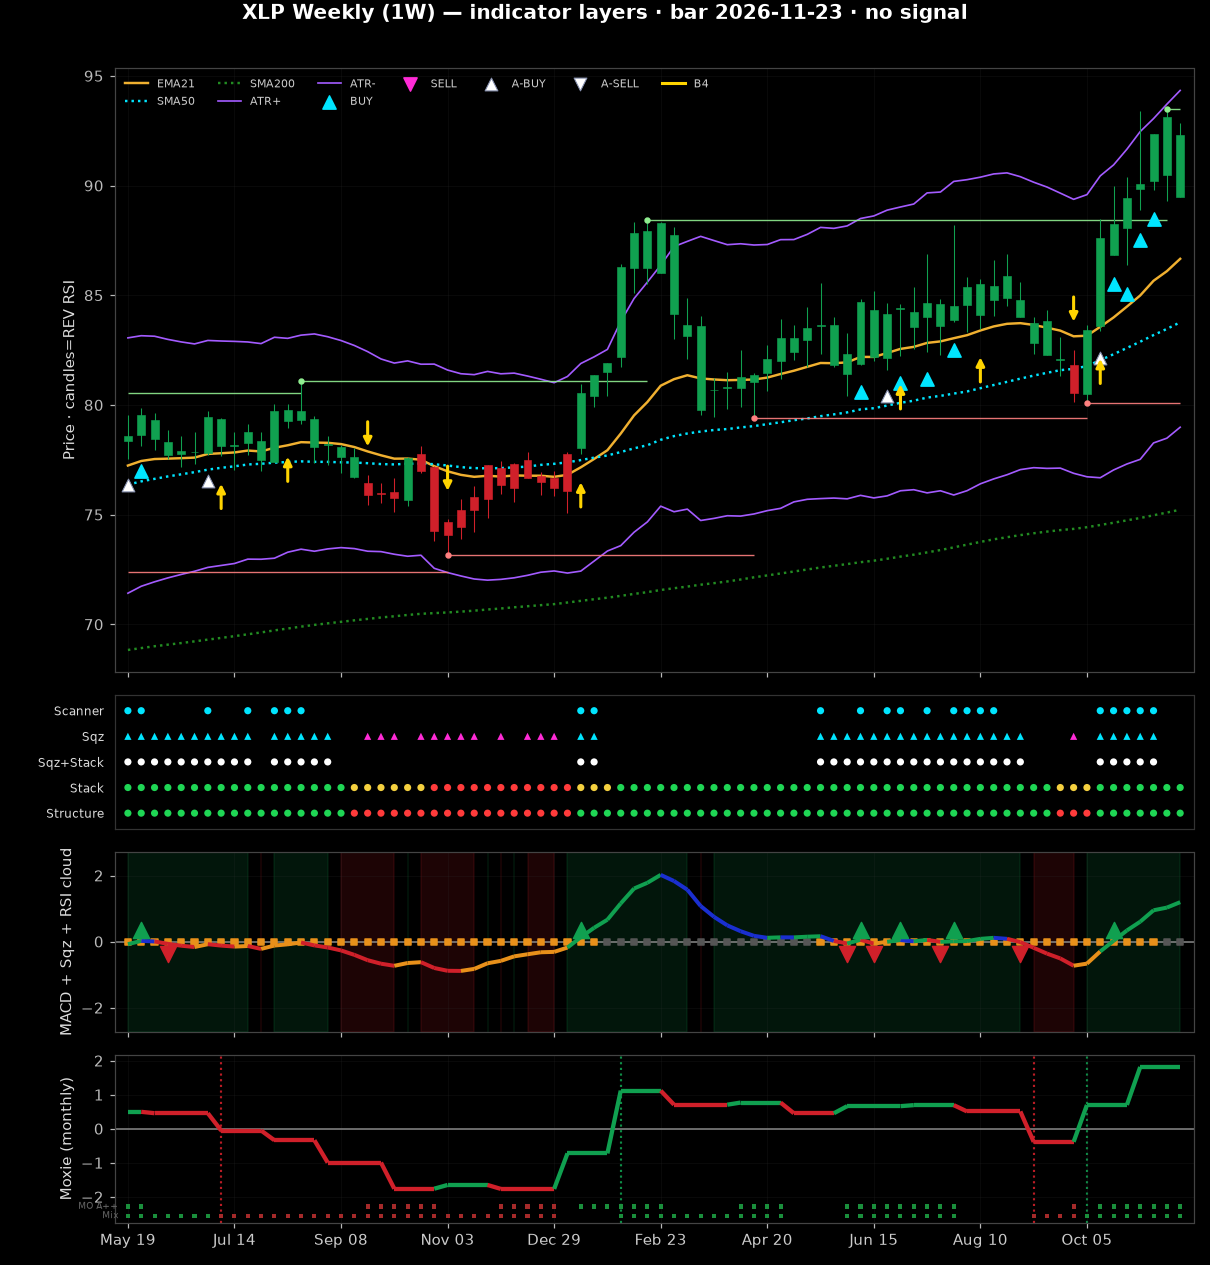 XLP Weekly (1W) — indicator layers · bar 2026-11-23 · no signal
EMA21 SMA200 ATR- SELL A-BUY A-SELL B4
SMA50 ATR+ BUY
Price · candles=REV RSI
95
90
85
80
75
70
Scanner
Sqz
Sqz+Stack
Stack
Structure
MACD + Sqz + RSI cloud
2
0
−2
Moxie (monthly)
2
1
0
−1
−2
MO A++
Mix
May 19 Jul 14 Sep 08 Nov 03 Dec 29 Feb 23 Apr 20 Jun 15 Aug 10 Oct 05